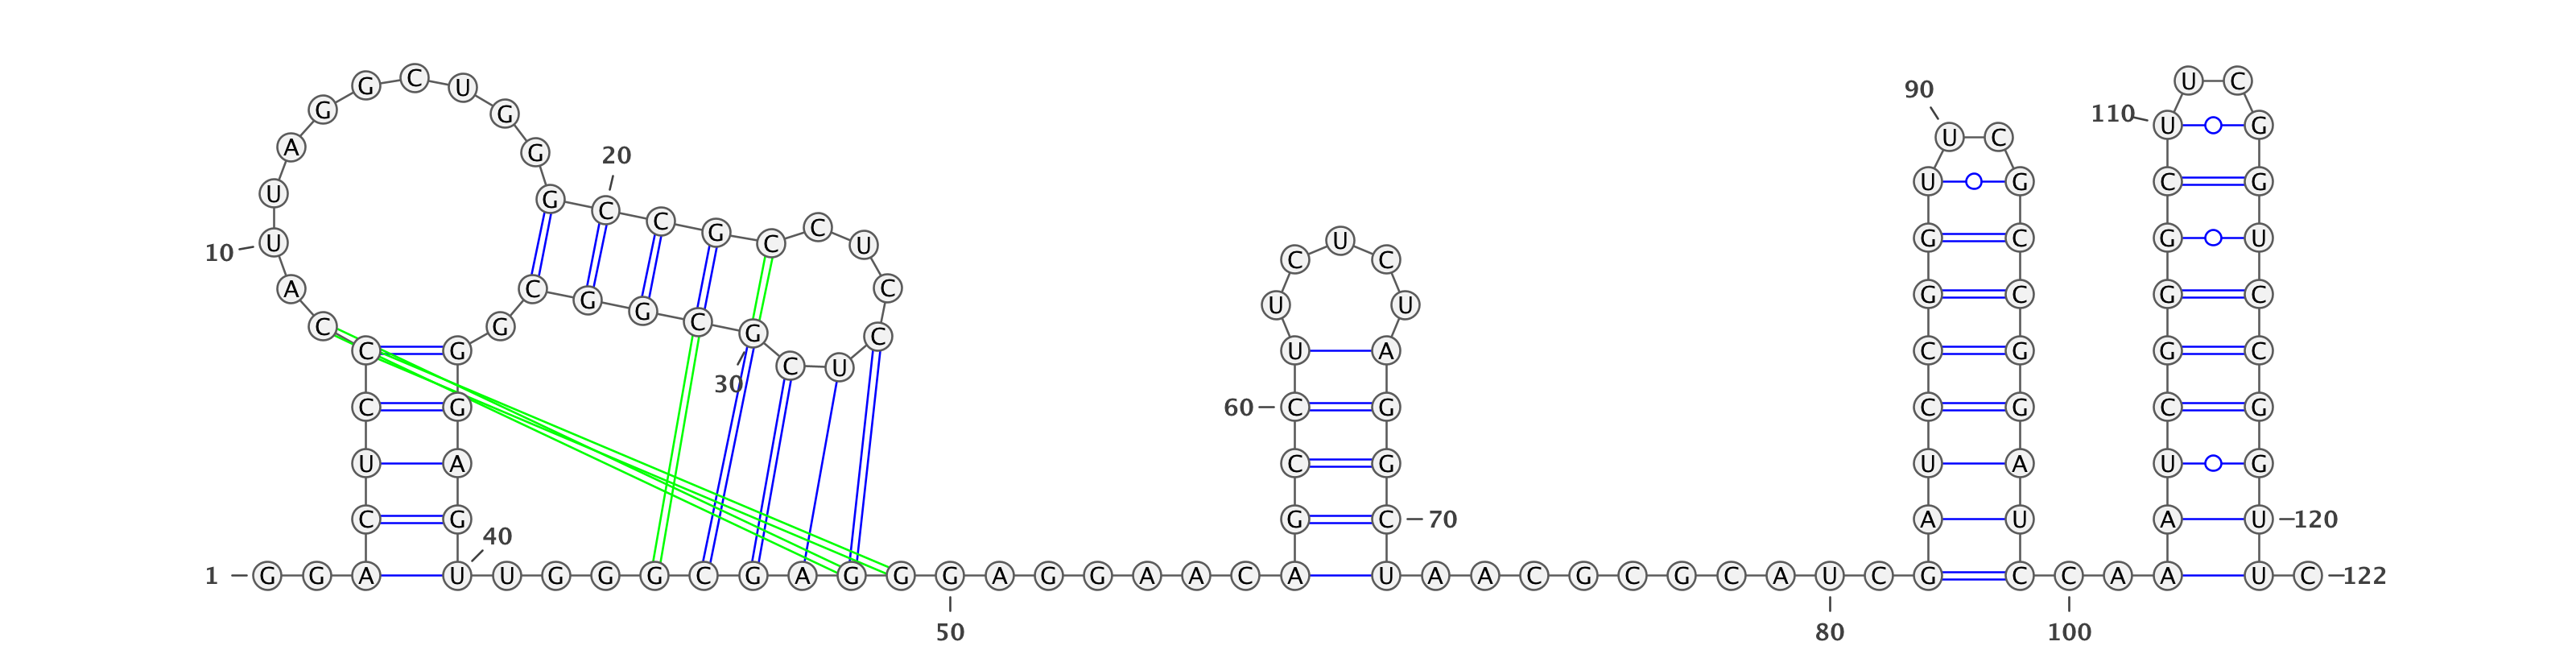 1
G G A C U C C C A U
10
U A G G C U G G G C
20
C G C C U C C U C G
30
C G G C G G G A G U
40
U G G G C G A G G G
50
A G G A A C A G C C
60
U U C U C U A G G C
70
U A A C G C G C A U
80
C G A U C C G G U U
90
C G C C G G A U C C
100
A A A U C G G G C U
110
U C G G U C C G G U
120
U C
122